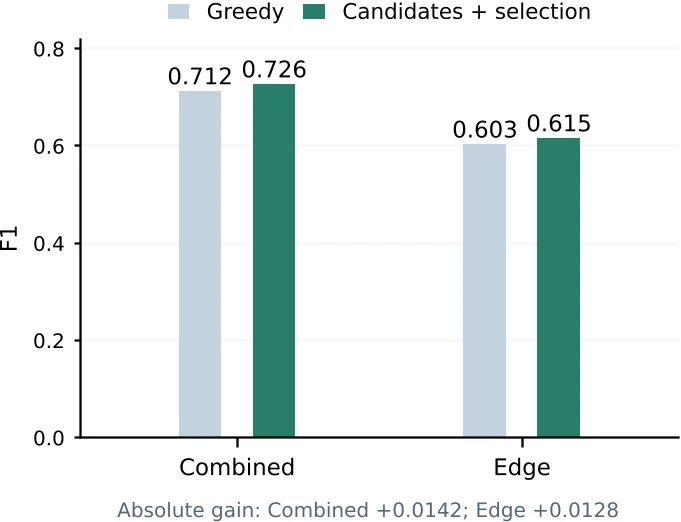 Greedy Candidates + selection
0.8
0.712 0.726
0.603 0.615
0.6
F1
0.4
0.2
0.0
Combined Edge
Absolute gain: Combined +0.0142; Edge +0.0128